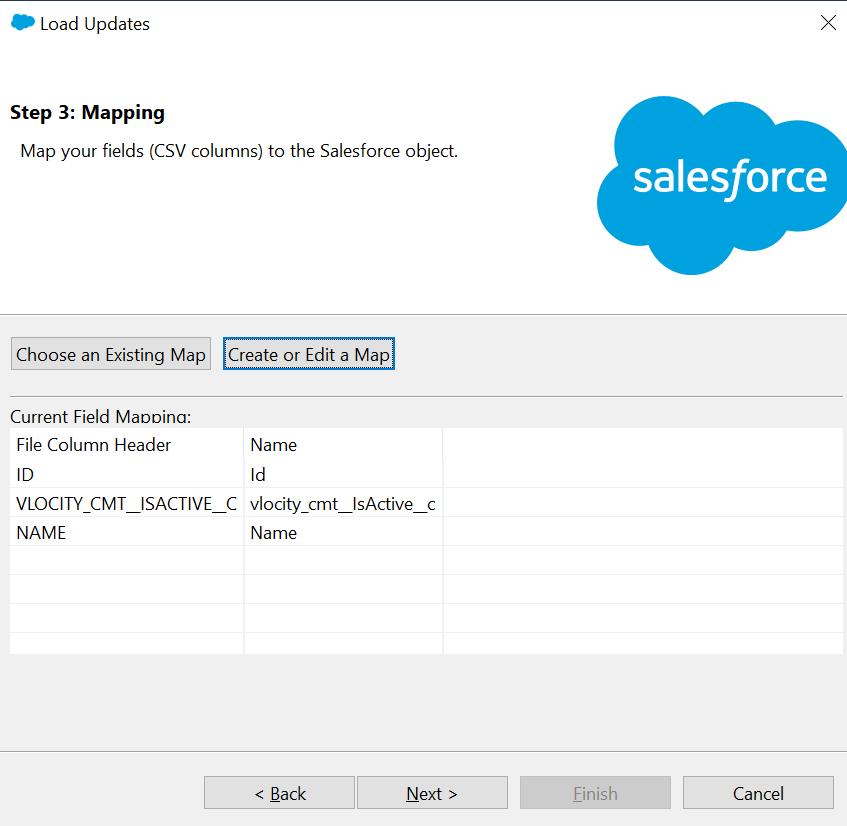 Load Updates
Step 3: Mapping
Map your fields (CSV columns) to the Salesforce object.
salesforce
Choose an Existing Map Create or Edit a Map
Current Field Mapping:
File Column Header Name
ID Id
VLOCITY_CMT__ISACTIVE__C vlocity_cmt__IsActive__c
NAME Name
< Back Next > Finish Cancel